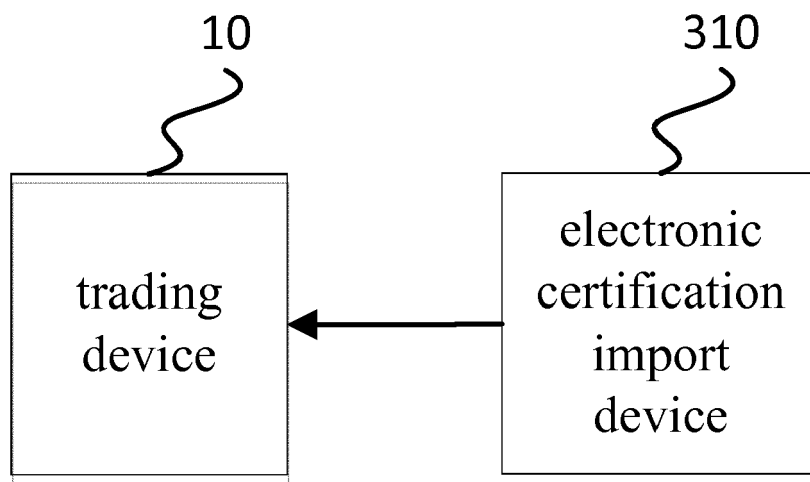 10
310
trading
device
electronic
certification
import
device